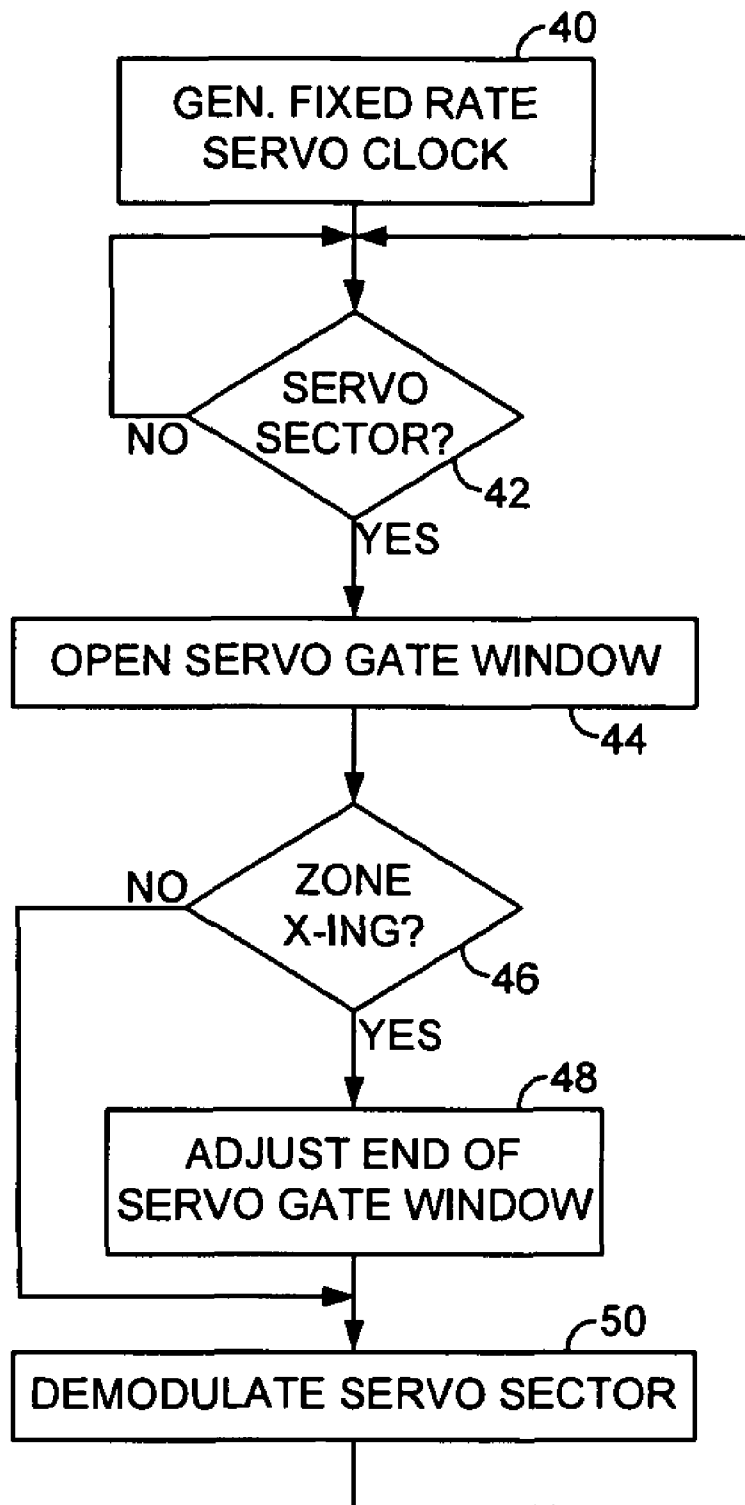 40
GEN. FIXED RATE
SERVO CLOCK
SERVO
SECTOR?
NO
42
YES
OPEN SERVO GATE WINDOW
44
NO
ZONE
X-ING?
46
YES
48
ADJUST END OF
SERVO GATE WINDOW
50
DEMODULATE SERVO SECTOR